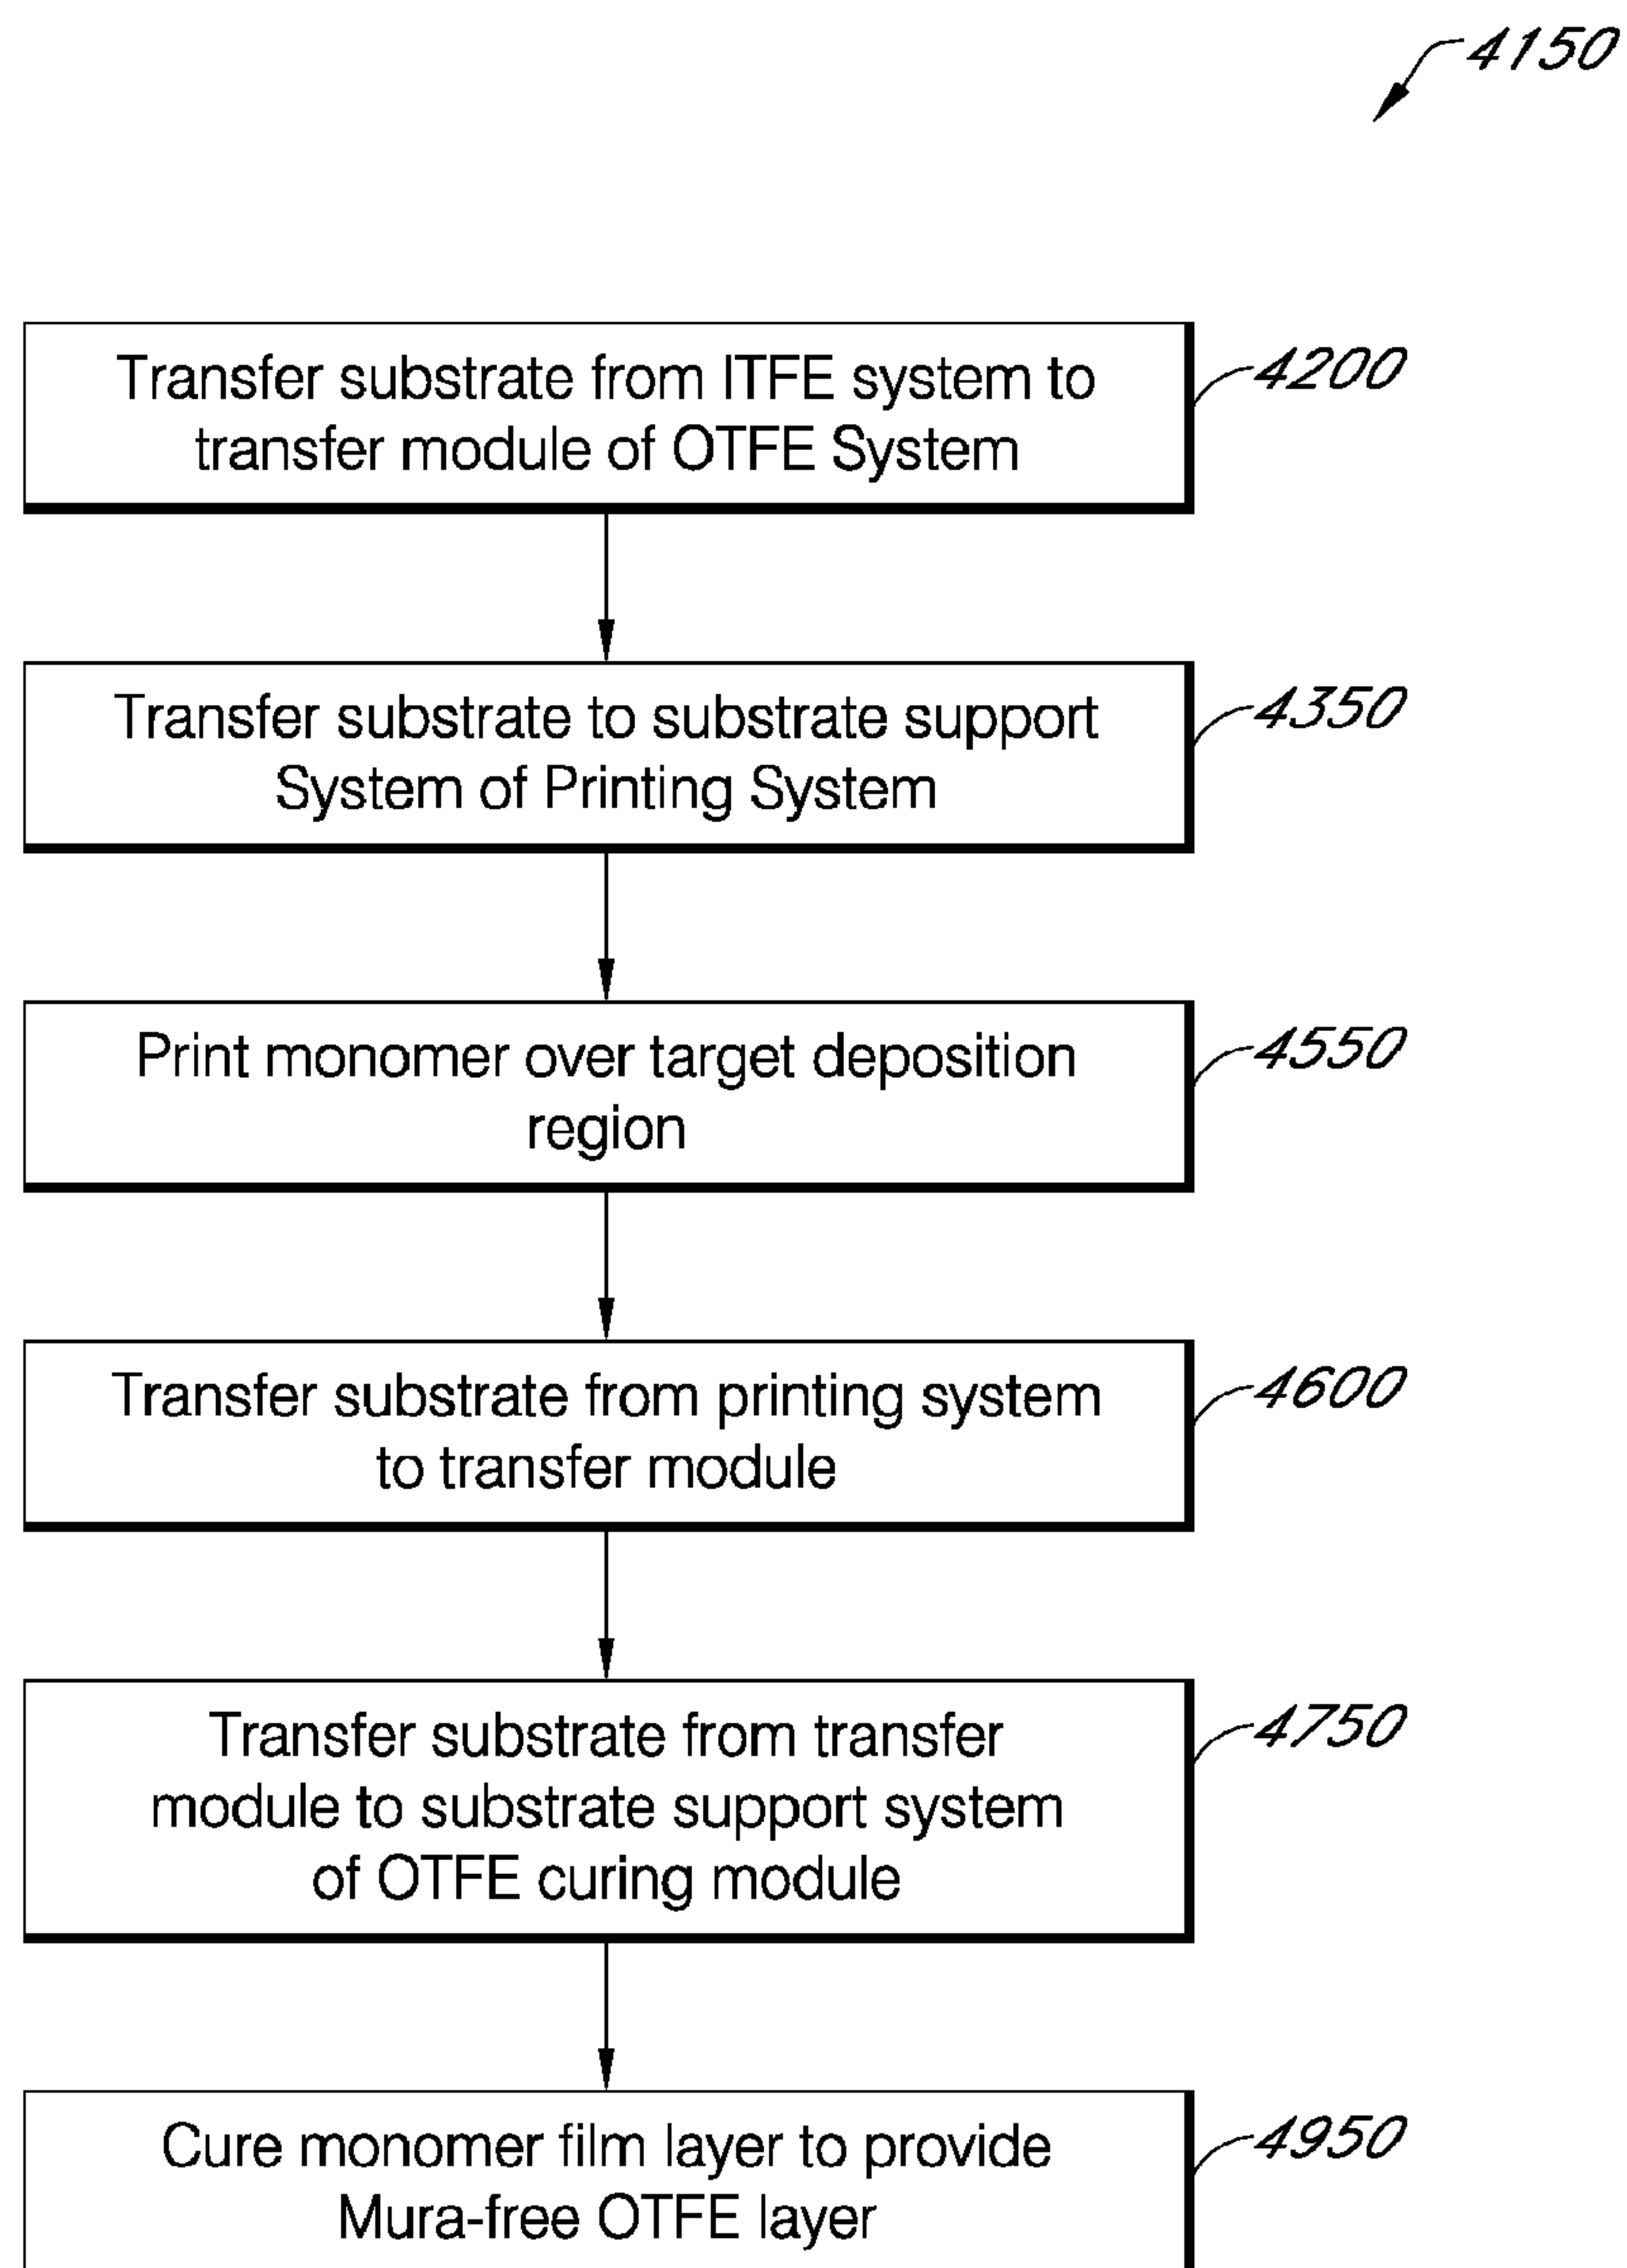 4150
Transfer substrate from ITFE system to
transfer module of OTFE System
4200
Transfer substrate to substrate support
System of Printing System
4350
Print monomer over target deposition
region
4550
Transfer substrate from printing system
to transfer module
4600
Transfer substrate from transfer
module to substrate support system
of OTFE curing module
4750
Cure monomer film layer to provide
Mura-free OTFE layer
4950